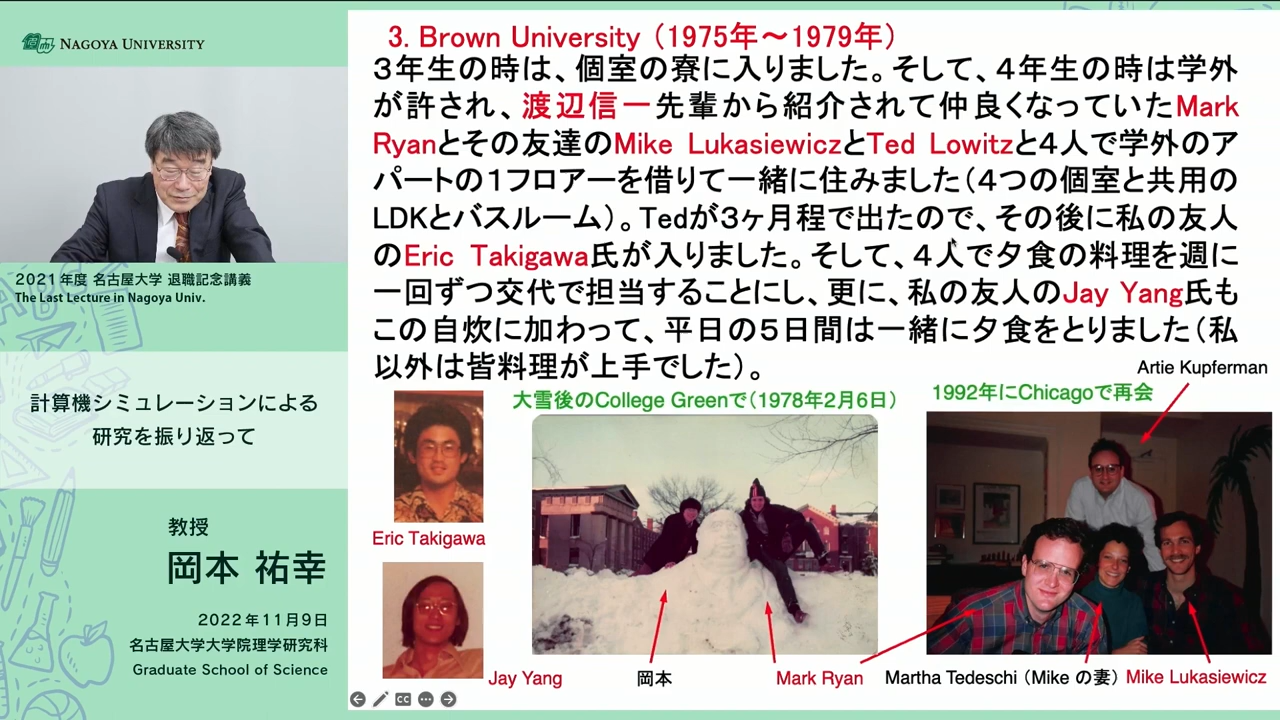 NAGOYA UNIVERSITY
2021年度 名古屋大学 退職記念講義
The Last Lecture in Nagoya Univ.
計算機シミュレーションによる
研究を振り返って
教授
岡本 祐幸
2022年11月9日
名古屋大学大学院理学研究科
Graduate School of Science
3. Brown University（1975年～1979年）
３年生の時は、個室の寮に入りました。そして、４年生の時は学外
が許され、渡辺信一先輩から紹介されて仲良くなっていたMark
Ryanとその友達のMike LukasiewiczとTed Lowitzと４人で学外のア
パートの１フロアーを借りて一緒に住みました（４つの個室と共用の
LDKとバスルーム）。Tedが３ヶ月程で出たので、その後に私の友人
のEric Takigawa氏が入りました。そして、４人で夕食の料理を週に
一回ずつ交代で担当することにし、更に、私の友人のJay Yang氏も
この自炊に加わって、平日の５日間は一緒に夕食をとりました（私
以外は皆料理が上手でした）。
Artie Kupferman
大雪後のCollege Greenで（1978年2月6日）
1992年にChicagoで再会
Eric Takigawa
Jay Yang
岡本
Mark Ryan
Martha Tedeschi（Mike の妻）
Mike Lukasiewicz
CC